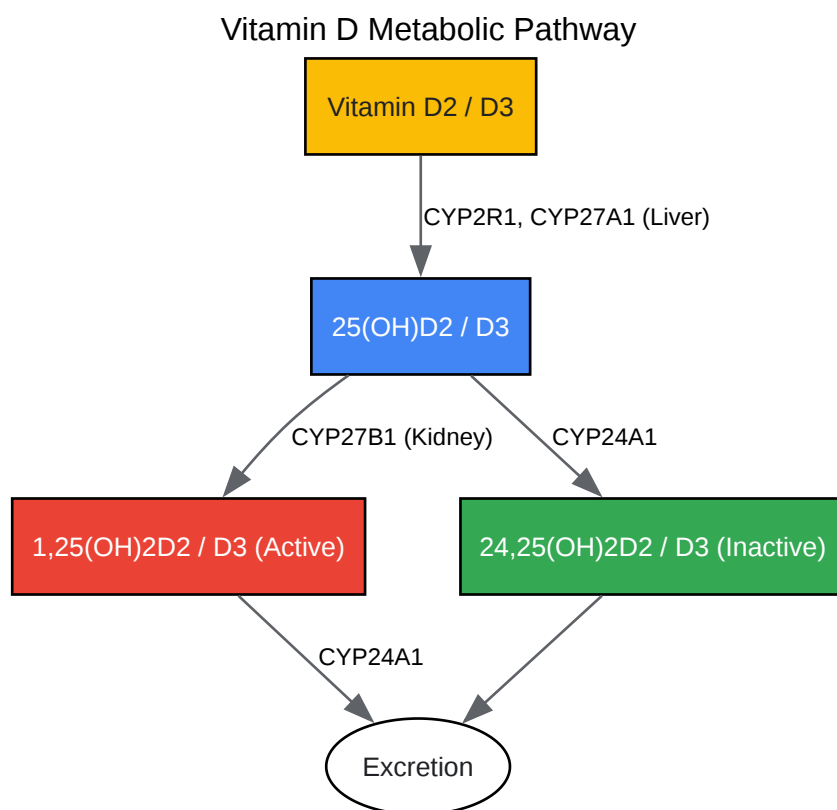 Vitamin D Metabolic Pathway
Vitamin D2 / D3
CYP2R1, CYP27A1 (Liver)
25(OH)D2 / D3
CYP27B1 (Kidney)
CYP24A1
1,25(OH)2D2 / D3 (Active)
24,25(OH)2D2 / D3 (Inactive)
CYP24A1
Excretion